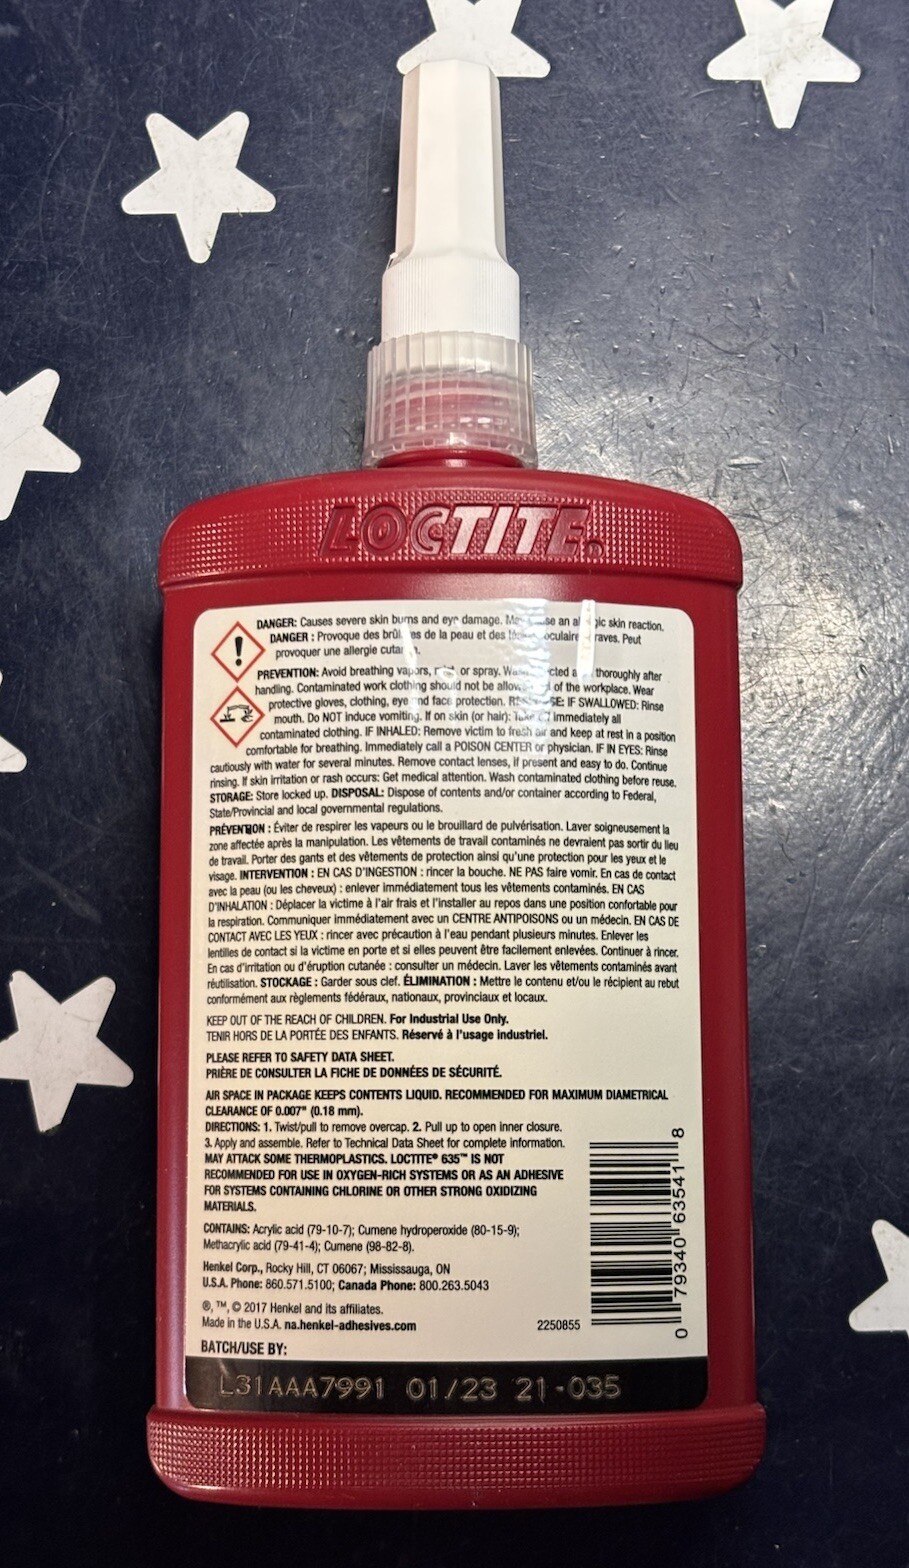 LOCTITE®
DANGER: Causes severe skin burns and eye damage. May cause an allergic skin reaction.
DANGER : Provoque des brûlures de la peau et des lésions oculaires graves. Peut
provoquer une allergie cutanée.
PREVENTION: Avoid breathing vapors, mist or spray. Wash affected area thoroughly after
handling. Contaminated work clothing should not be allowed out of the workplace. Wear
protective gloves, clothing, eye and face protection. RESPONSE: IF SWALLOWED: Rinse
mouth. Do NOT induce vomiting. If on skin (or hair): Take off immediately all
contaminated clothing. IF INHALED: Remove victim to fresh air and keep at rest in a position
comfortable for breathing. Immediately call a POISON CENTER or physician. IF IN EYES: Rinse
cautiously with water for several minutes. Remove contact lenses, if present and easy to do. Continue
rinsing. If skin irritation or rash occurs: Get medical attention. Wash contaminated clothing before reuse.
STORAGE: Store locked up. DISPOSAL: Dispose of contents and/or container according to Federal,
State/Provincial and local governmental regulations.
PRÉVENTION : Éviter de respirer les vapeurs ou le brouillard de pulvérisation. Laver soigneusement la
zone affectée après la manipulation. Les vêtements de travail contaminés ne devraient pas sortir du lieu
de travail. Porter des gants et des vêtements de protection ainsi qu'une protection pour les yeux et le
visage. INTERVENTION : EN CAS D'INGESTION : rincer la bouche. NE PAS faire vomir. En cas de contact
avec la peau (ou les cheveux) : enlever immédiatement tous les vêtements contaminés. EN CAS
D'INHALATION : Déplacer la victime à l'air frais et l'installer au repos dans une position confortable pour
la respiration. Communiquer immédiatement avec un CENTRE ANTIPOISONS ou un médecin. EN CAS DE
CONTACT AVEC LES YEUX : rincer avec précaution à l'eau pendant plusieurs minutes. Enlever les
lentilles de contact si la victime en porte et si elles peuvent être facilement enlevées. Continuer à rincer.
En cas d'irritation ou d'éruption cutanée : consulter un médecin. Laver les vêtements contaminés avant
réutilisation. STOCKAGE : Garder sous clef. ÉLIMINATION : Mettre le contenu et/ou le récipient au rebut
conformément aux règlements fédéraux, nationaux, provinciaux et locaux.
KEEP OUT OF THE REACH OF CHILDREN. For Industrial Use Only.
TENIR HORS DE LA PORTÉE DES ENFANTS. Réservé à l'usage industriel.
PLEASE REFER TO SAFETY DATA SHEET.
PRIÈRE DE CONSULTER LA FICHE DE DONNÉES DE SÉCURITÉ.
AIR SPACE IN PACKAGE KEEPS CONTENTS LIQUID. RECOMMENDED FOR MAXIMUM DIAMETRICAL
CLEARANCE OF 0.007" (0.18 mm).
DIRECTIONS: 1. Twist/pull to remove overcap. 2. Pull up to open inner closure.
3. Apply and assemble. Refer to Technical Data Sheet for complete information.
MAY ATTACK SOME THERMOPLASTICS. LOCTITE® 635™ IS NOT
RECOMMENDED FOR USE IN OXYGEN-RICH SYSTEMS OR AS AN ADHESIVE
FOR SYSTEMS CONTAINING CHLORINE OR OTHER STRONG OXIDIZING
MATERIALS.
CONTAINS: Acrylic acid (79-10-7); Cumene hydroperoxide (80-15-9);
Methacrylic acid (79-41-4); Cumene (98-82-8).
Henkel Corp., Rocky Hill, CT 06067; Mississauga, ON
U.S.A. Phone: 860.571.5100; Canada Phone: 800.263.5043
®, ™, © 2017 Henkel and its affiliates.
Made in the U.S.A. na.henkel-adhesives.com
2250855
0 79340 63541 8
BATCH/USE BY:
L31AAA7991 01/23 21-035